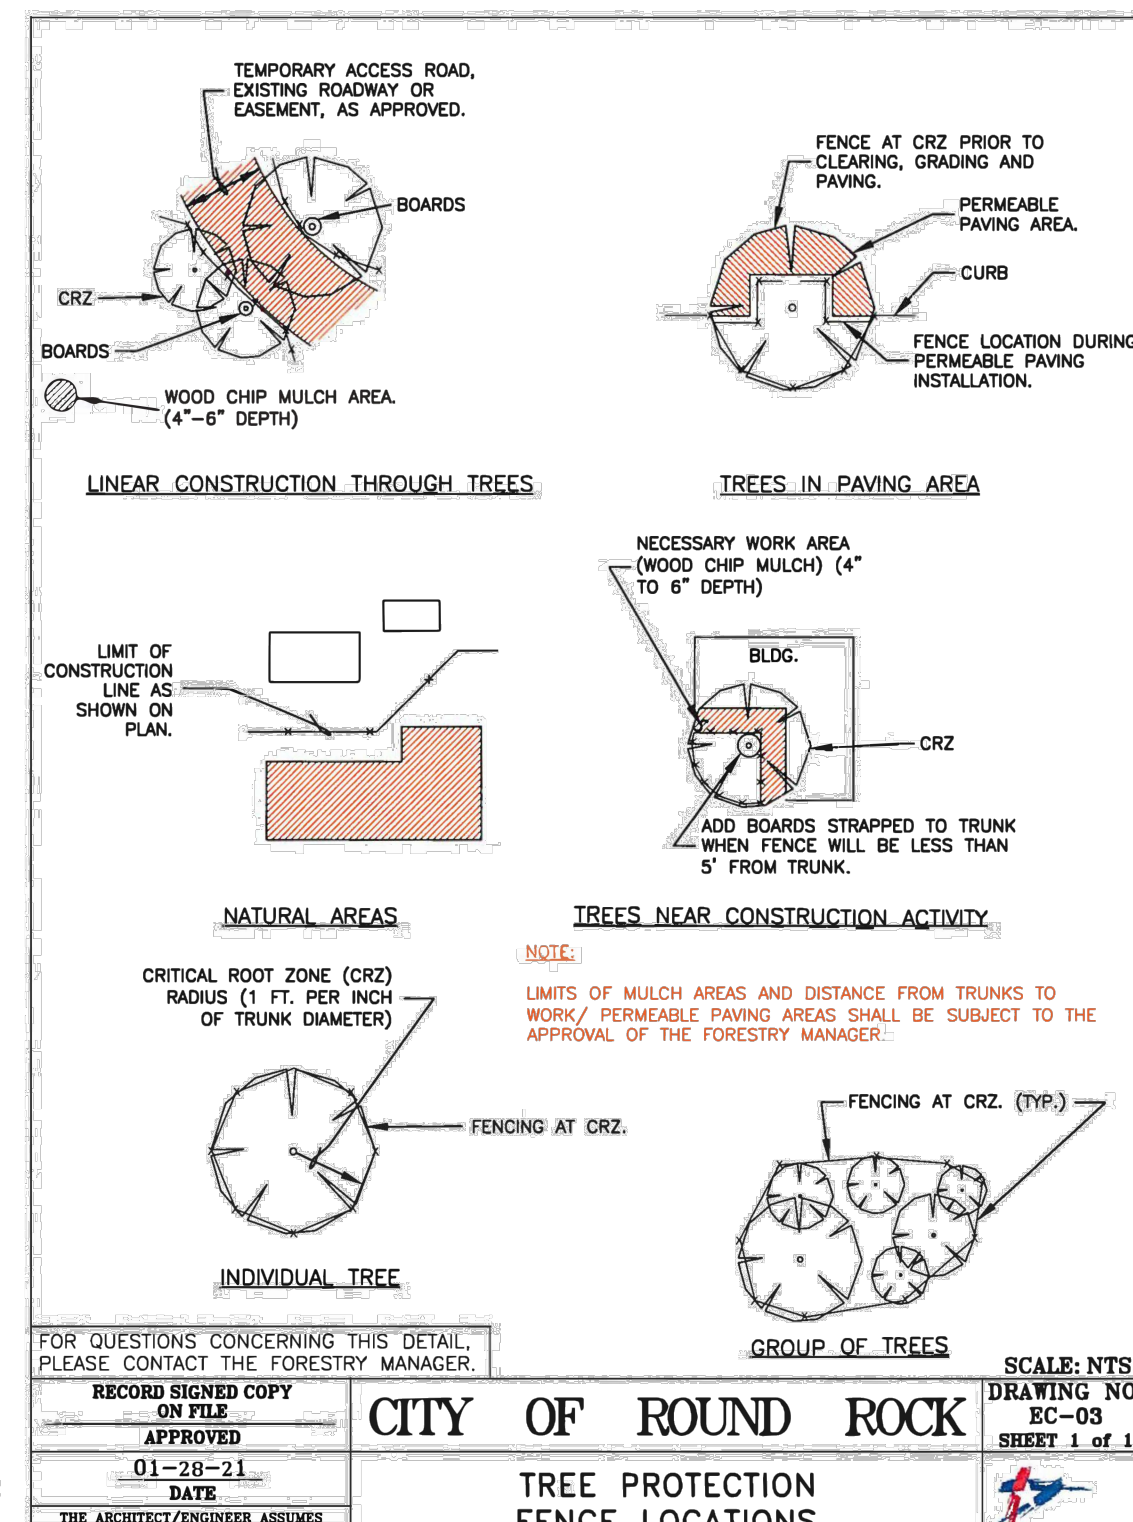 TEMPORARY ACCESS ROAD,
EXISTING ROADWAY OR
EASEMENT, AS APPROVED.
BOARDS
CRZ
BOARDS
WOOD CHIP MULCH AREA.
(4"-6" DEPTH)
LINEAR CONSTRUCTION THROUGH TREES
FENCE AT CRZ PRIOR TO
CLEARING, GRADING AND
PAVING.
PERMEABLE
PAVING AREA.
CURB
FENCE LOCATION DURING
PERMEABLE PAVING
INSTALLATION.
TREES IN PAVING AREA
LIMIT OF
CONSTRUCTION
LINE AS
SHOWN ON
PLAN.
NATURAL AREAS
NECESSARY WORK AREA
(WOOD CHIP MULCH) (4"
TO 6" DEPTH)
BLDG.
CRZ
ADD BOARDS STRAPPED TO TRUNK
WHEN FENCE WILL BE LESS THAN
5' FROM TRUNK.
TREES NEAR CONSTRUCTION ACTIVITY
NOTE:
LIMITS OF MULCH AREAS AND DISTANCE FROM TRUNKS TO
WORK/ PERMEABLE PAVING AREAS SHALL BE SUBJECT TO THE
APPROVAL OF THE FORESTRY MANAGER.
CRITICAL ROOT ZONE (CRZ)
RADIUS (1 FT. PER INCH
OF TRUNK DIAMETER)
FENCING AT CRZ.
INDIVIDUAL TREE
FENCING AT CRZ. (TYP.)
GROUP OF TREES
FOR QUESTIONS CONCERNING THIS DETAIL,
PLEASE CONTACT THE FORESTRY MANAGER.
SCALE: NTS
RECORD SIGNED COPY
ON FILE
APPROVED
01-28-21
DATE
THE ARCHITECT/ENGINEER ASSUMES
CITY OF ROUND ROCK
TREE PROTECTION
FENCE LOCATIONS
DRAWING NO
EC-03
SHEET 1 of 1